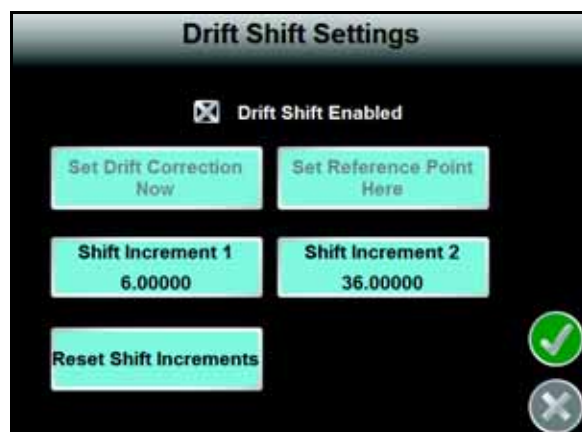 Drift Shift Settings
Drift Shift Enabled
Set Drift Correction
Now
Set Reference Point
Here
Shift Increment 1
6.00000
Shift Increment 2
36.00000
Reset Shift Increments